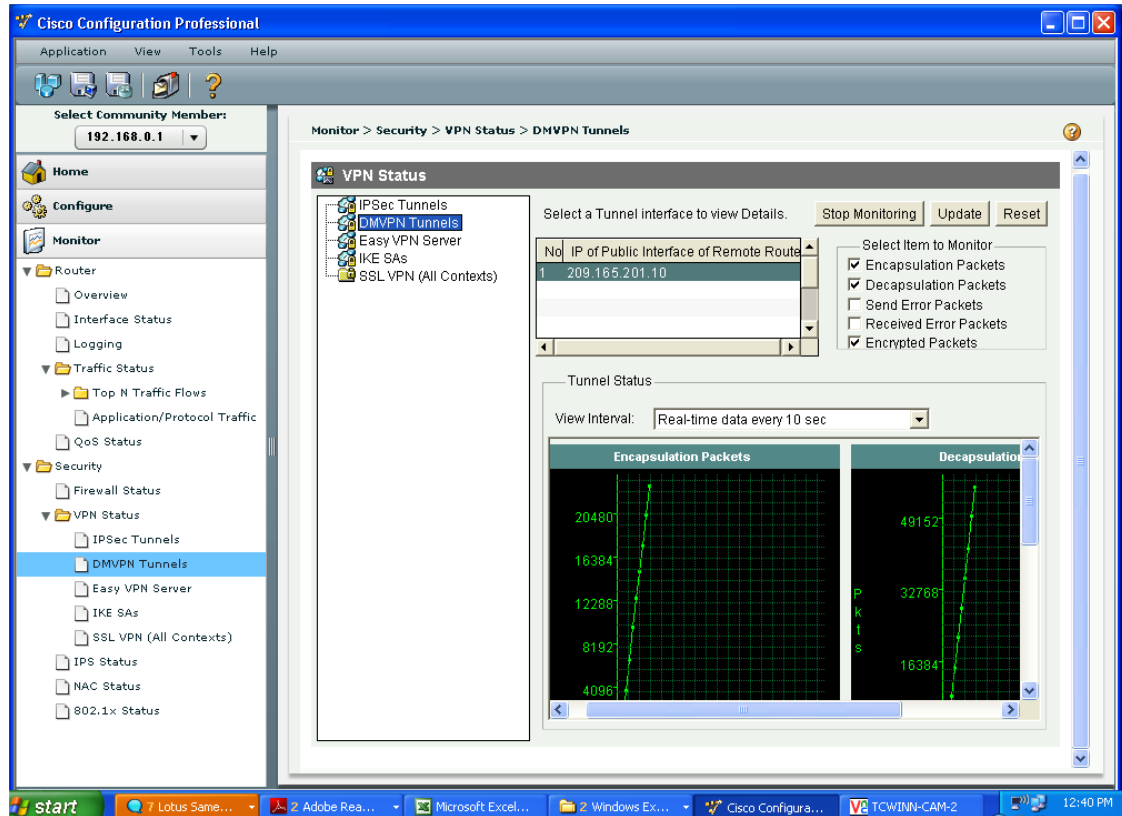 Cisco Configuration Professional
Application View Tools Help
Select Community Member:
192.168.0.1
Home
Configure
Monitor
Router
Overview
Interface Status
Logging
Traffic Status
Top N Traffic Flows
Application/Protocol Traffic
QoS Status
Security
Firewall Status
VPN Status
IPSec Tunnels
DMVPN Tunnels
Easy VPN Server
IKE SAs
SSL VPN (All Contexts)
IPS Status
NAC Status
802.1x Status
Monitor > Security > VPN Status > DMVPN Tunnels
VPN Status
IPSec Tunnels
DMVPN Tunnels
Easy VPN Server
IKE SAs
SSL VPN (All Contexts)
Select a Tunnel interface to view Details.
Stop Monitoring Update Reset
No IP of Public Interface of Remote Route
1 209.165.201.10
Select Item to Monitor
Encapsulation Packets
Decapsulation Packets
Send Error Packets
Received Error Packets
Encrypted Packets
Tunnel Status
View Interval: Real-time data every 10 sec
Encapsulation Packets
20480
16384
12288
8192
4096
Decapsulation
49152
32768
16384
Pkts
start 7 Lotus Same... 2 Adobe Rea... Microsoft Excel... 2 Windows Ex... Cisco Configura... TCWINN-CAM-2 12:40 PM